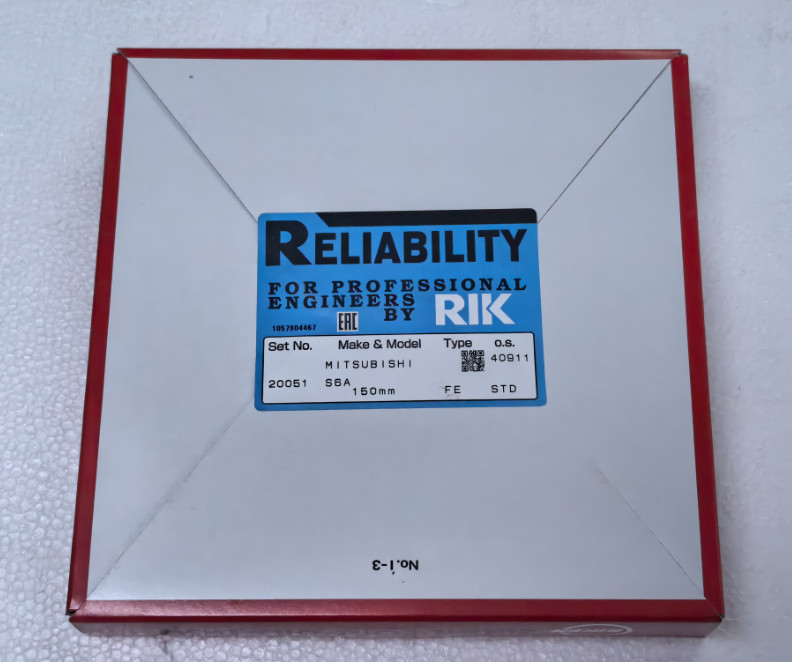 RELIABILITY
FOR PROFESSIONAL
ENGINEERS
BY RIK
1057804467
EAC
Set No. Make & Model Type o.s.
MITSUBISHI 40911
20051 S6A
150mm FE STD
No.i-3